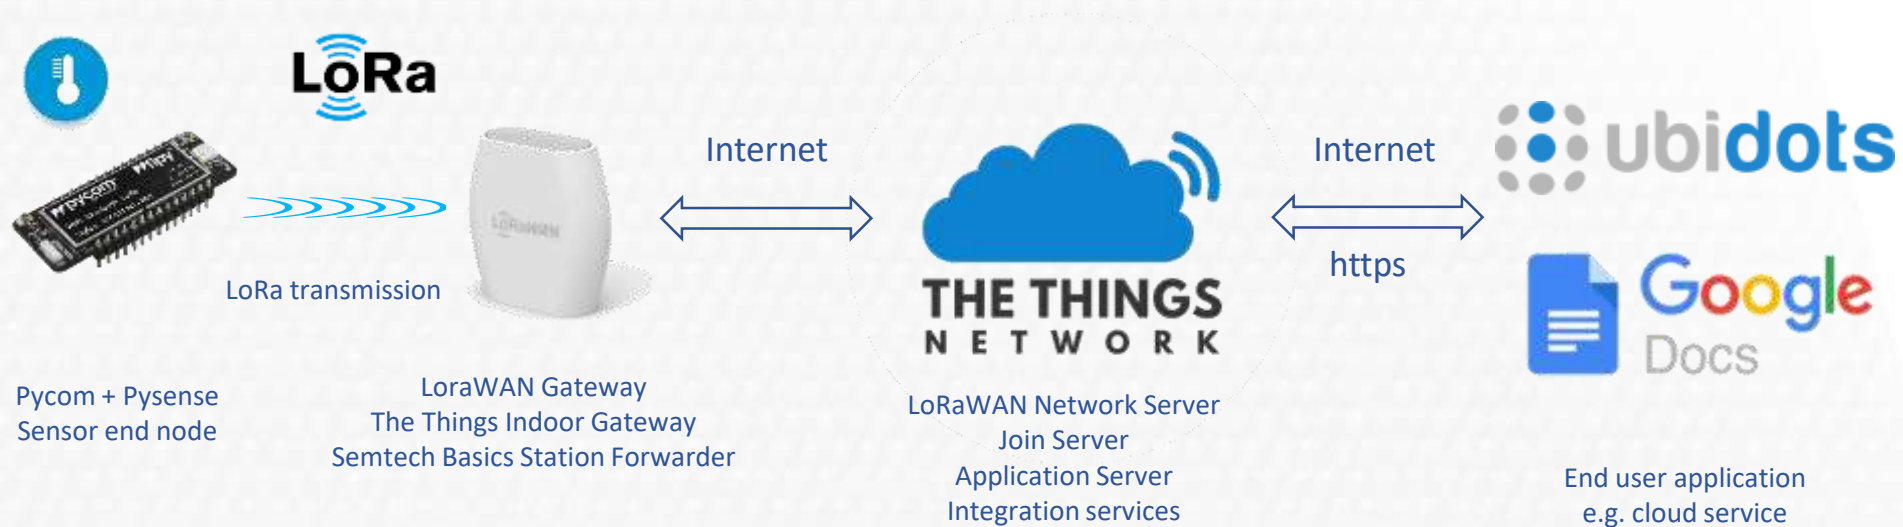 LoRa
pycom
LoRa transmission
Pycom + Pysense
Sensor end node
LoraWAN Gateway
The Things Indoor Gateway
Semtech Basics Station Forwarder
Internet
THE THINGS
NETWORK
LoRaWAN Network Server
Join Server
Application Server
Integration services
Internet
https
ubidots
Google
Docs
End user application
e.g. cloud service